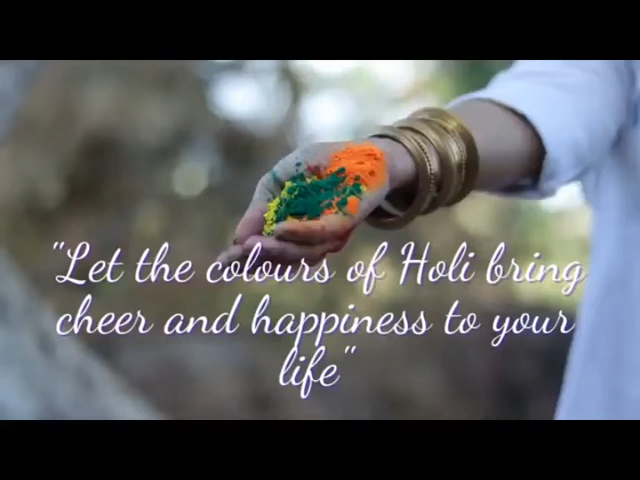 "Let the colours of Holi bring
cheer and happiness to your
life"